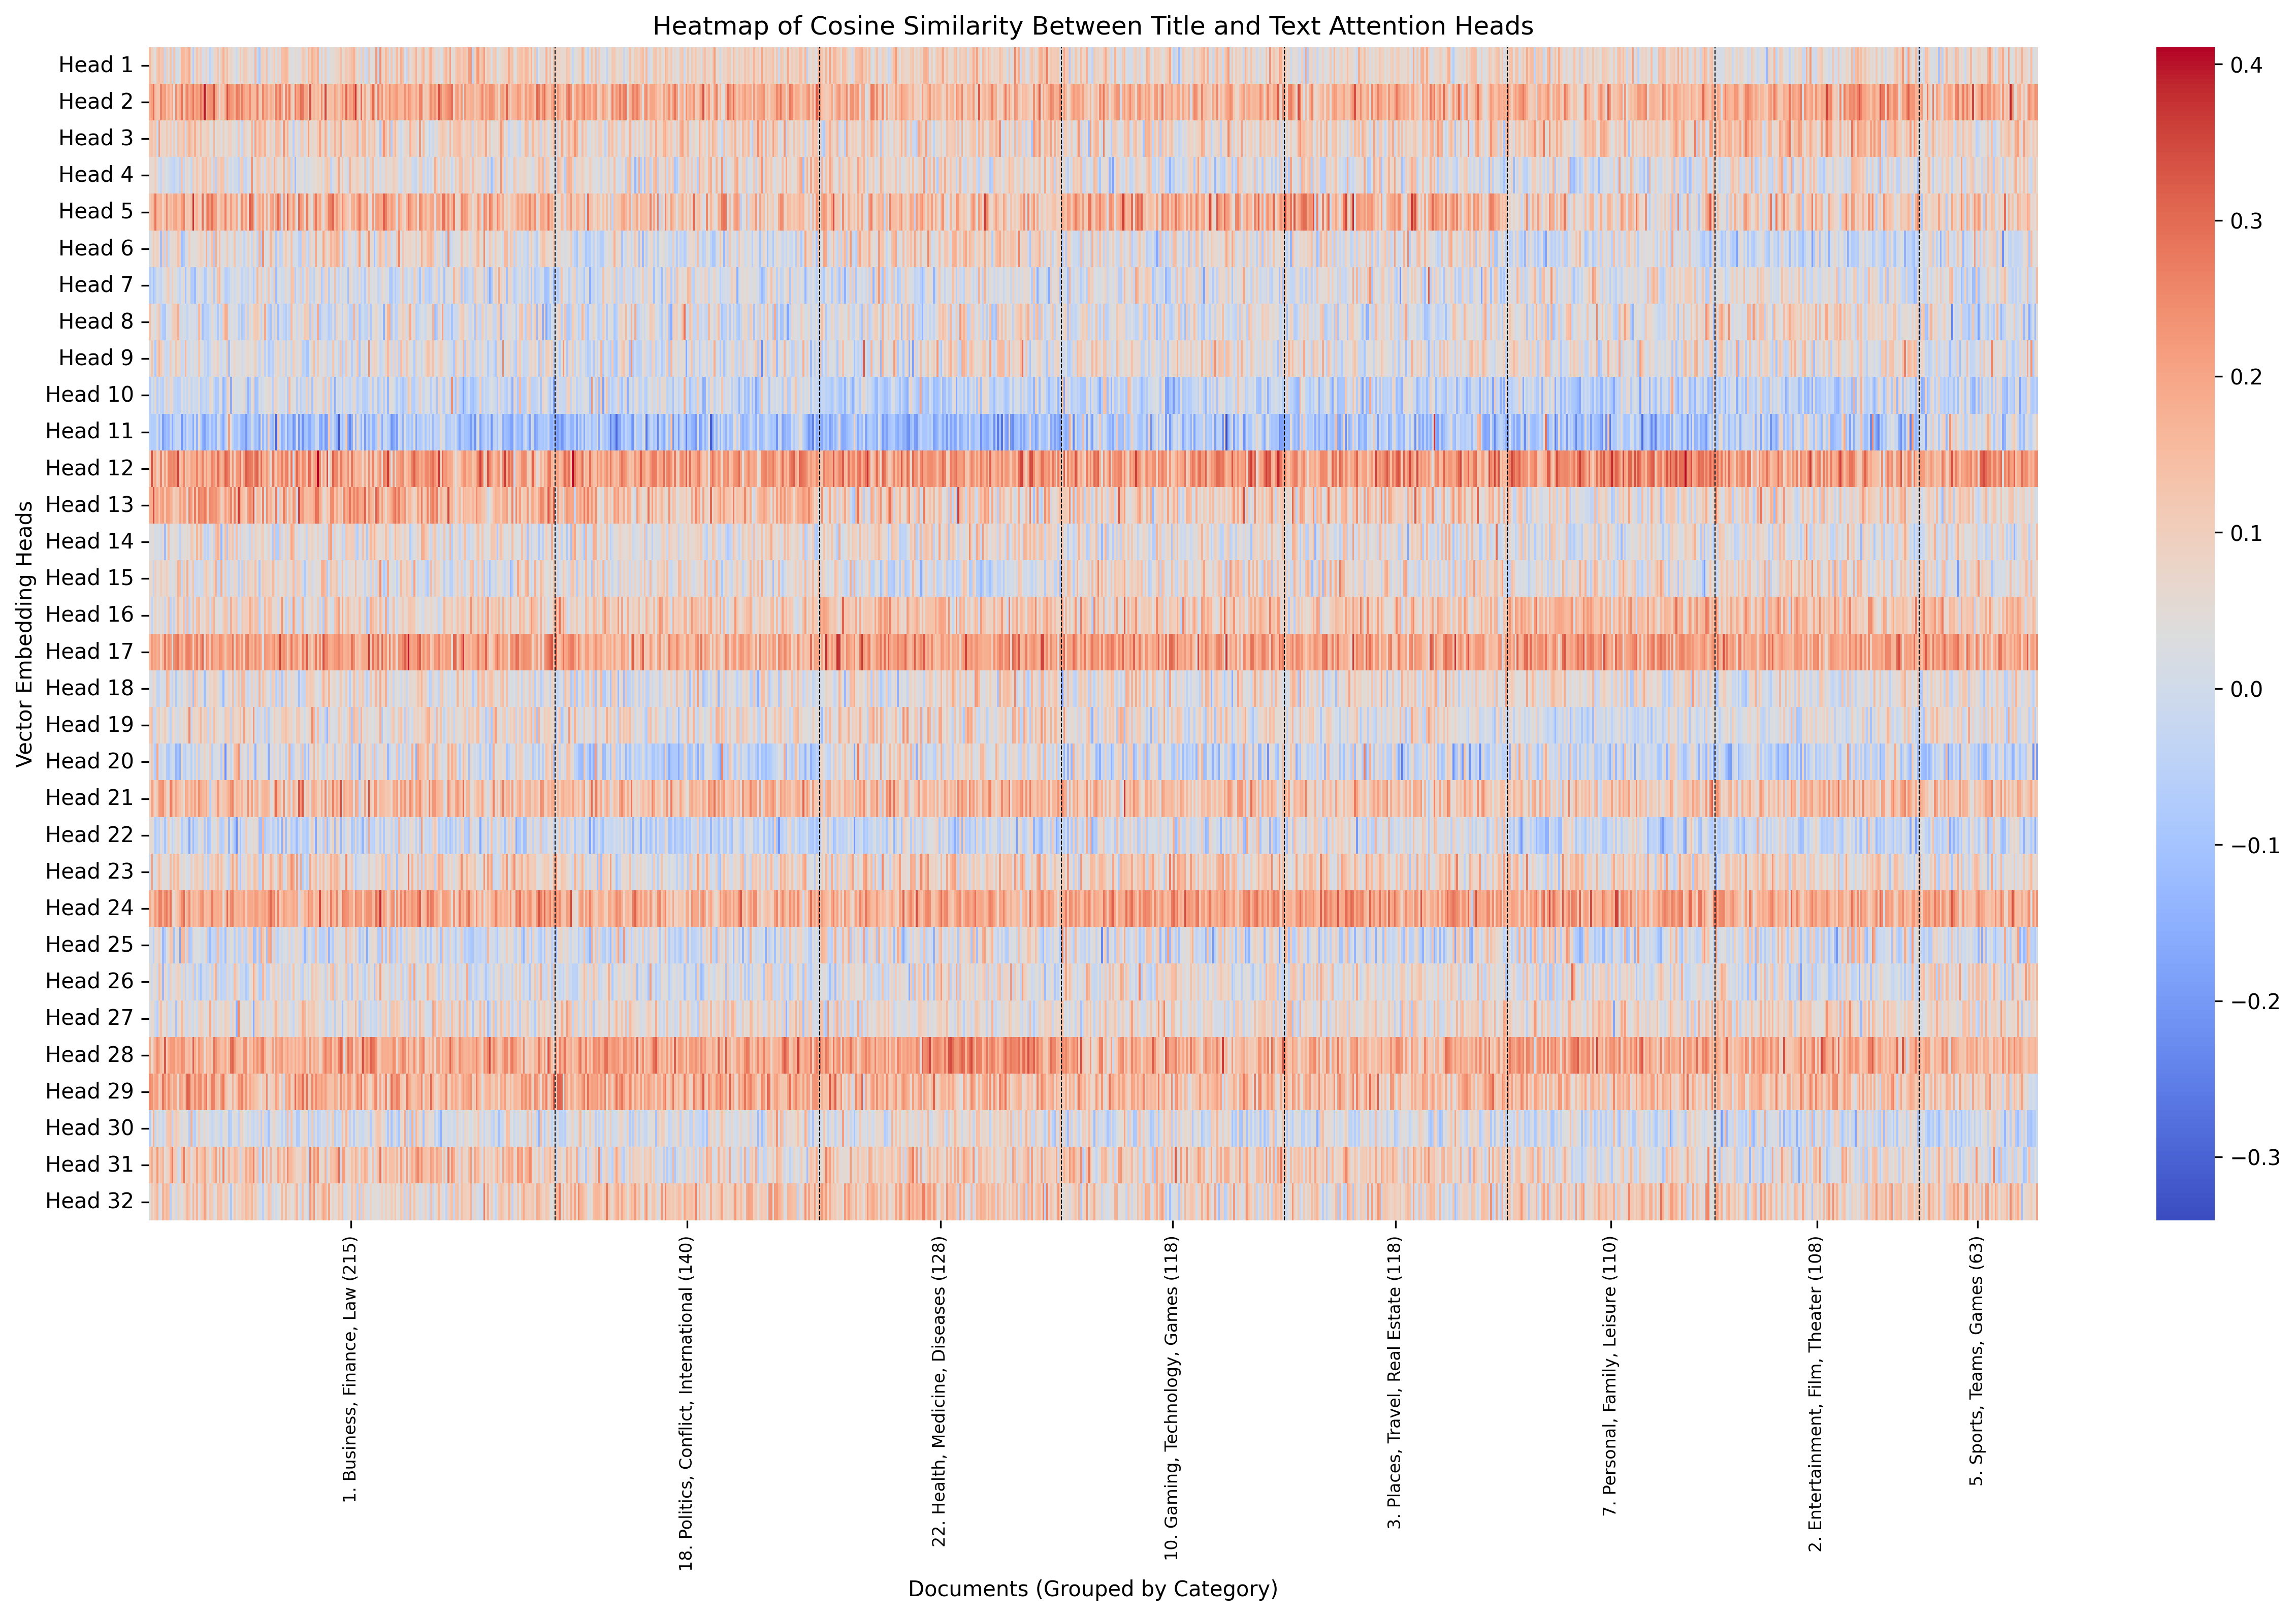 Heatmap of Cosine Similarity Between Title and Text Attention Heads
Vector Embedding Heads
Head 1
Head 2
Head 3
Head 4
Head 5
Head 6
Head 7
Head 8
Head 9
Head 10
Head 11
Head 12
Head 13
Head 14
Head 15
Head 16
Head 17
Head 18
Head 19
Head 20
Head 21
Head 22
Head 23
Head 24
Head 25
Head 26
Head 27
Head 28
Head 29
Head 30
Head 31
Head 32
1. Business, Finance, Law (215)
18. Politics, Conflict, International (140)
22. Health, Medicine, Diseases (128)
10. Gaming, Technology, Games (118)
3. Places, Travel, Real Estate (118)
7. Personal, Family, Leisure (110)
2. Entertainment, Film, Theater (108)
5. Sports, Teams, Games (63)
Documents (Grouped by Category)
0.4
0.3
0.2
0.1
0.0
−0.1
−0.2
−0.3